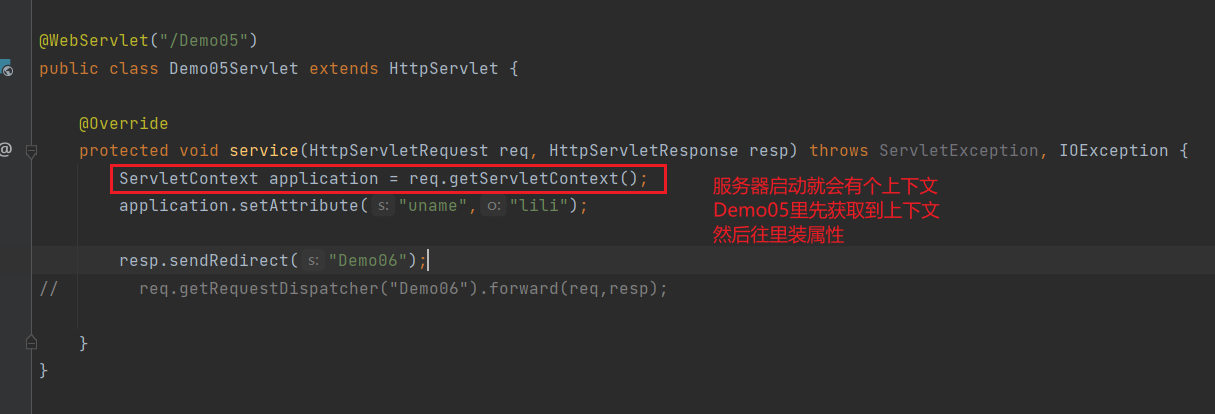 @WebServlet("/Demo05")
public class Demo05Servlet extends HttpServlet {
@Override
@
protected void service(HttpServletRequest req, HttpServletResponse resp) throws ServletException, IOException {
ServletContext application = req.getServletContext();
服务器启动就会有个上下文
application.setAttribute( s: "uname", o: "lili");
Demo05里先获取到上下文
然后往里装属性
resp.sendRedirect( s: "Demo06");
// req.getRequestDispatcher("Demo06").forward(req,resp);
}
}